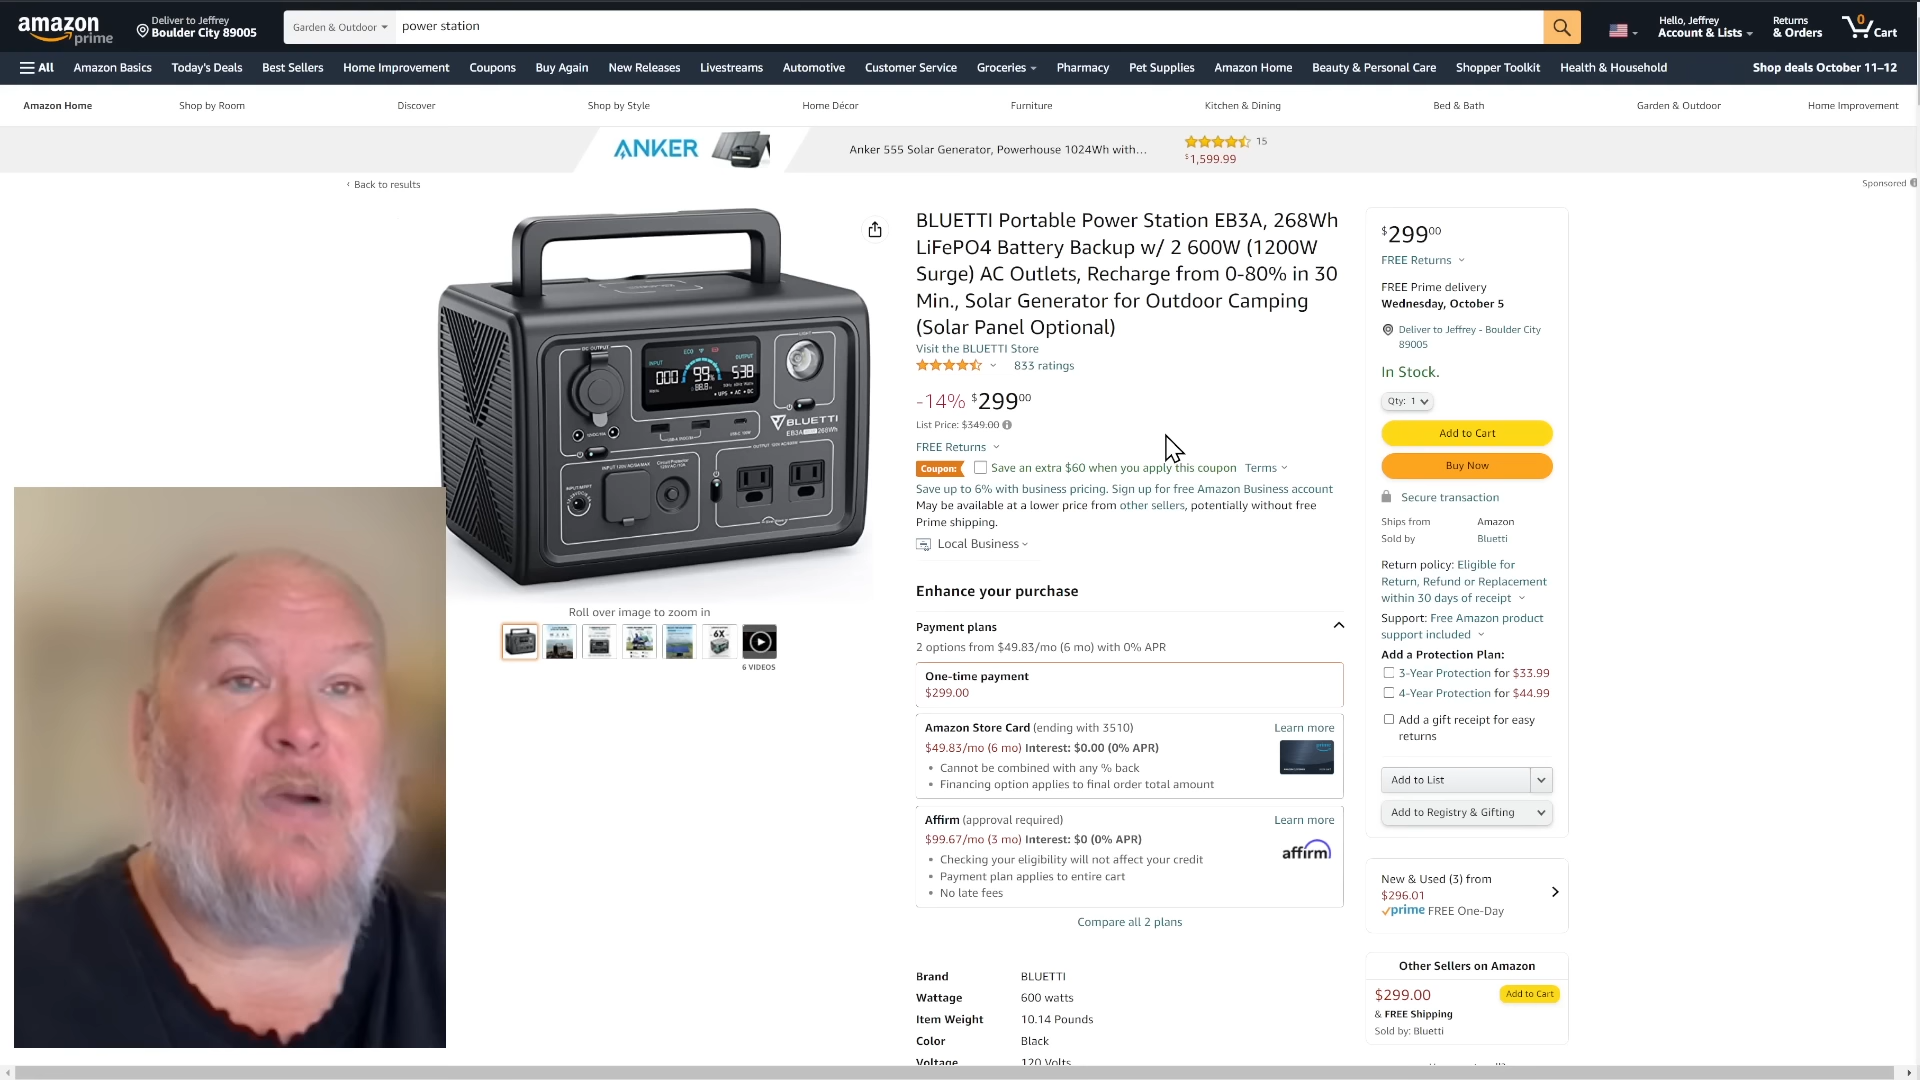 amazon prime
Deliver to Jeffrey
Boulder City 89005
Garden & Outdoor
power station
Hello, Jeffrey
Account & Lists
Returns
& Orders
0
Cart
All
Amazon Basics
Today's Deals
Best Sellers
Home Improvement
Coupons
Buy Again
New Releases
Livestreams
Automotive
Customer Service
Groceries
Pharmacy
Pet Supplies
Amazon Home
Beauty & Personal Care
Shopper Toolkit
Health & Household
Shop deals October 11–12
Amazon Home
Shop by Room
Discover
Shop by Style
Home Décor
Furniture
Kitchen & Dining
Bed & Bath
Garden & Outdoor
Home Improvement
ANKER
Anker 555 Solar Generator, Powerhouse 1024Wh with...
15
$1,599.99
‹ Back to results
Sponsored
BLUETTI Portable Power Station EB3A, 268Wh
LiFePO4 Battery Backup w/ 2 600W (1200W
Surge) AC Outlets, Recharge from 0-80% in 30
Min., Solar Generator for Outdoor Camping
(Solar Panel Optional)
Visit the BLUETTI Store
833 ratings
-14% $299 00
List Price: $349.00
FREE Returns
Coupon:
Save an extra $60 when you apply this coupon Terms
Save up to 6% with business pricing. Sign up for free Amazon Business account
May be available at a lower price from other sellers, potentially without free
Prime shipping.
Local Business
DC OUTPUT
INPUT
ECO
OUTPUT
000
99
538
LIGHT
BLUETTI
EB3A
268Wh
Roll over image to zoom in
6X
6 VIDEOS
Enhance your purchase
Payment plans
2 options from $49.83/mo (6 mo) with 0% APR
One-time payment
$299.00
Amazon Store Card (ending with 3510)
Learn more
$49.83/mo (6 mo) Interest: $0.00 (0% APR)
• Cannot be combined with any % back
• Financing option applies to final order total amount
Affirm (approval required)
Learn more
$99.67/mo (3 mo) Interest: $0 (0% APR)
• Checking your eligibility will not affect your credit
• Payment plan applies to entire cart
• No late fees
affirm
Compare all 2 plans
Brand BLUETTI
Wattage 600 watts
Item Weight 10.14 Pounds
Color Black
Voltage 120 Volts
$299 00
FREE Returns
FREE Prime delivery
Wednesday, October 5
Deliver to Jeffrey - Boulder City
89005
In Stock.
Qty: 1
Add to Cart
Buy Now
Secure transaction
Ships from Amazon
Sold by Bluetti
Return policy: Eligible for
Return, Refund or Replacement
within 30 days of receipt
Support: Free Amazon product
support included
Add a Protection Plan:
3-Year Protection for $33.99
4-Year Protection for $44.99
Add a gift receipt for easy
returns
Add to List
Add to Registry & Gifting
New & Used (3) from
$296.01
prime FREE One-Day
Other Sellers on Amazon
$299.00
Add to Cart
& FREE Shipping
Sold by: Bluetti